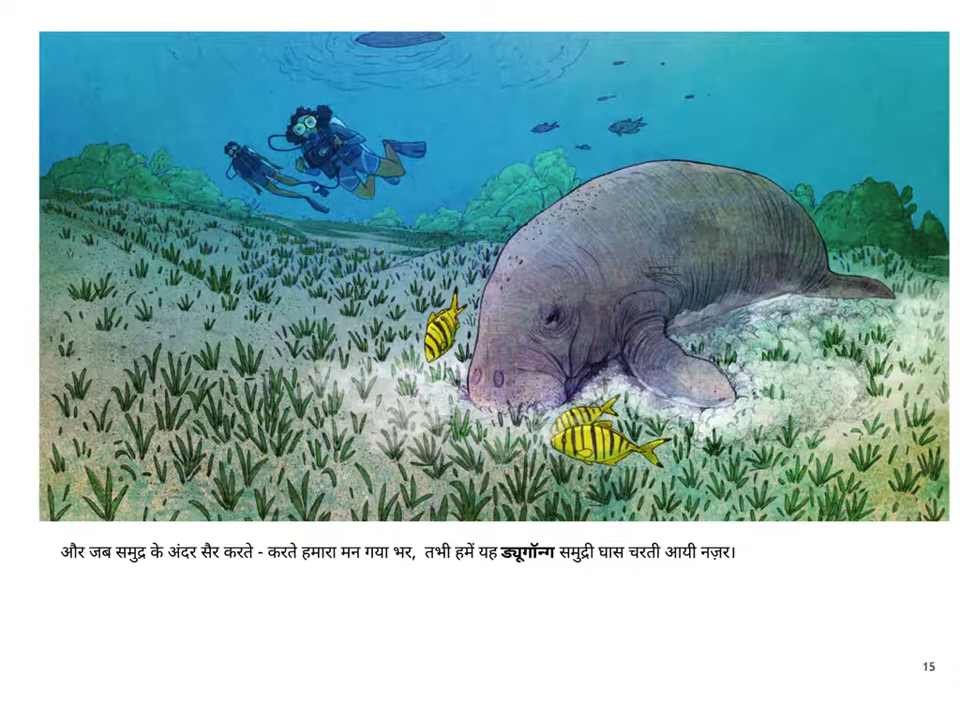 और जब समुद्र के अंदर सैर करते - करते हमारा मन गया भर, तभी हमें यह ड्यूगॉन्ग समुद्री घास चरती आयी नज़र।
15